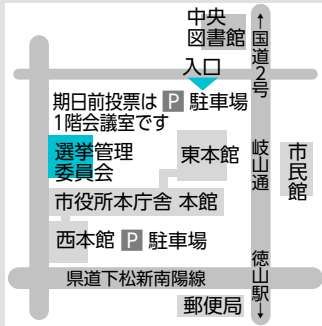 中央
図書館
↑国道2号
入口
期日前投票は P 駐車場
1階会議室です
選挙管理
委員会
東本館
岐山通
市民館
市役所本庁舎 本館
西本館 P 駐車場
徳山駅↓
県道下松新南陽線
郵便局